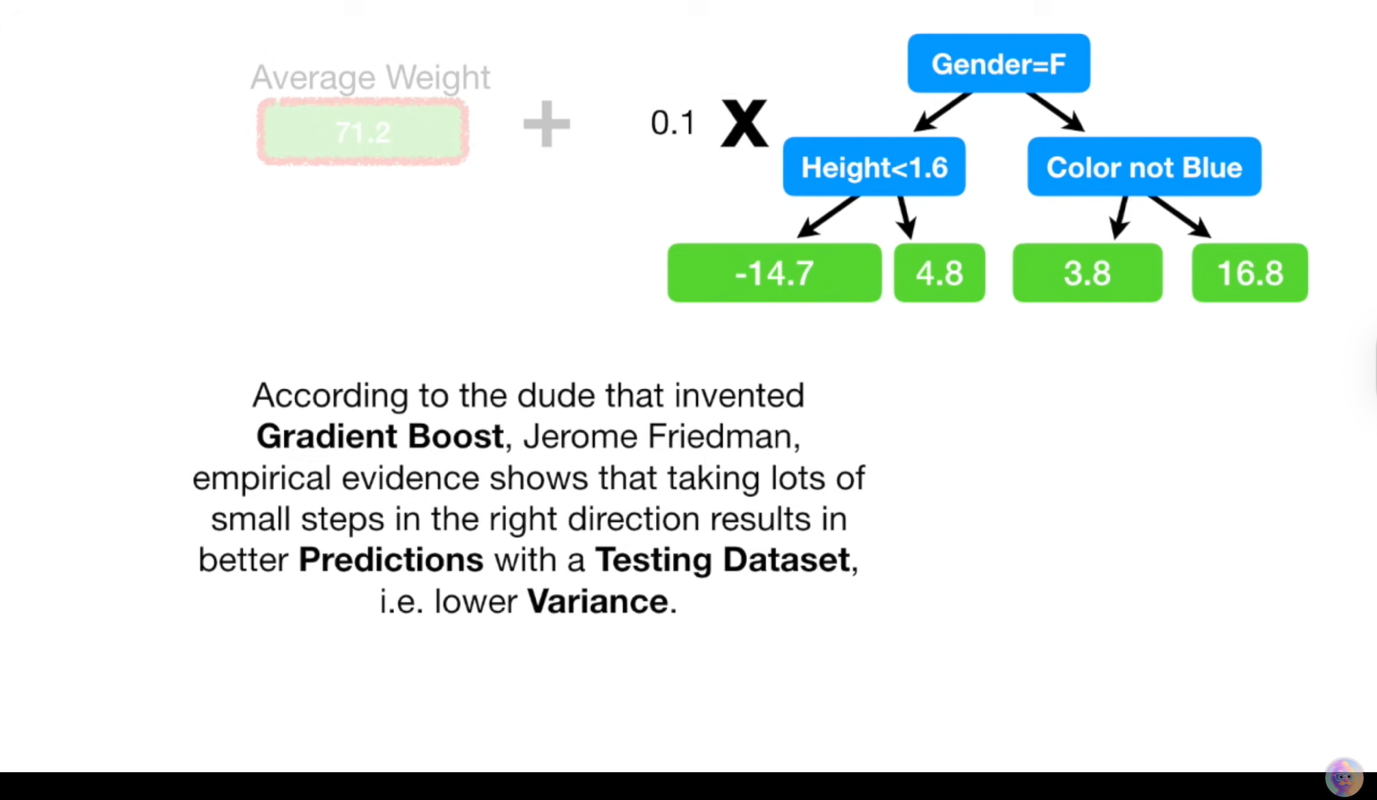 Average Weight
71.2
+
0.1 X
Gender=F
Height<1.6
Color not Blue
-14.7
4.8
3.8
16.8
According to the dude that invented
Gradient Boost, Jerome Friedman,
empirical evidence shows that taking lots of
small steps in the right direction results in
better Predictions with a Testing Dataset,
i.e. lower Variance.